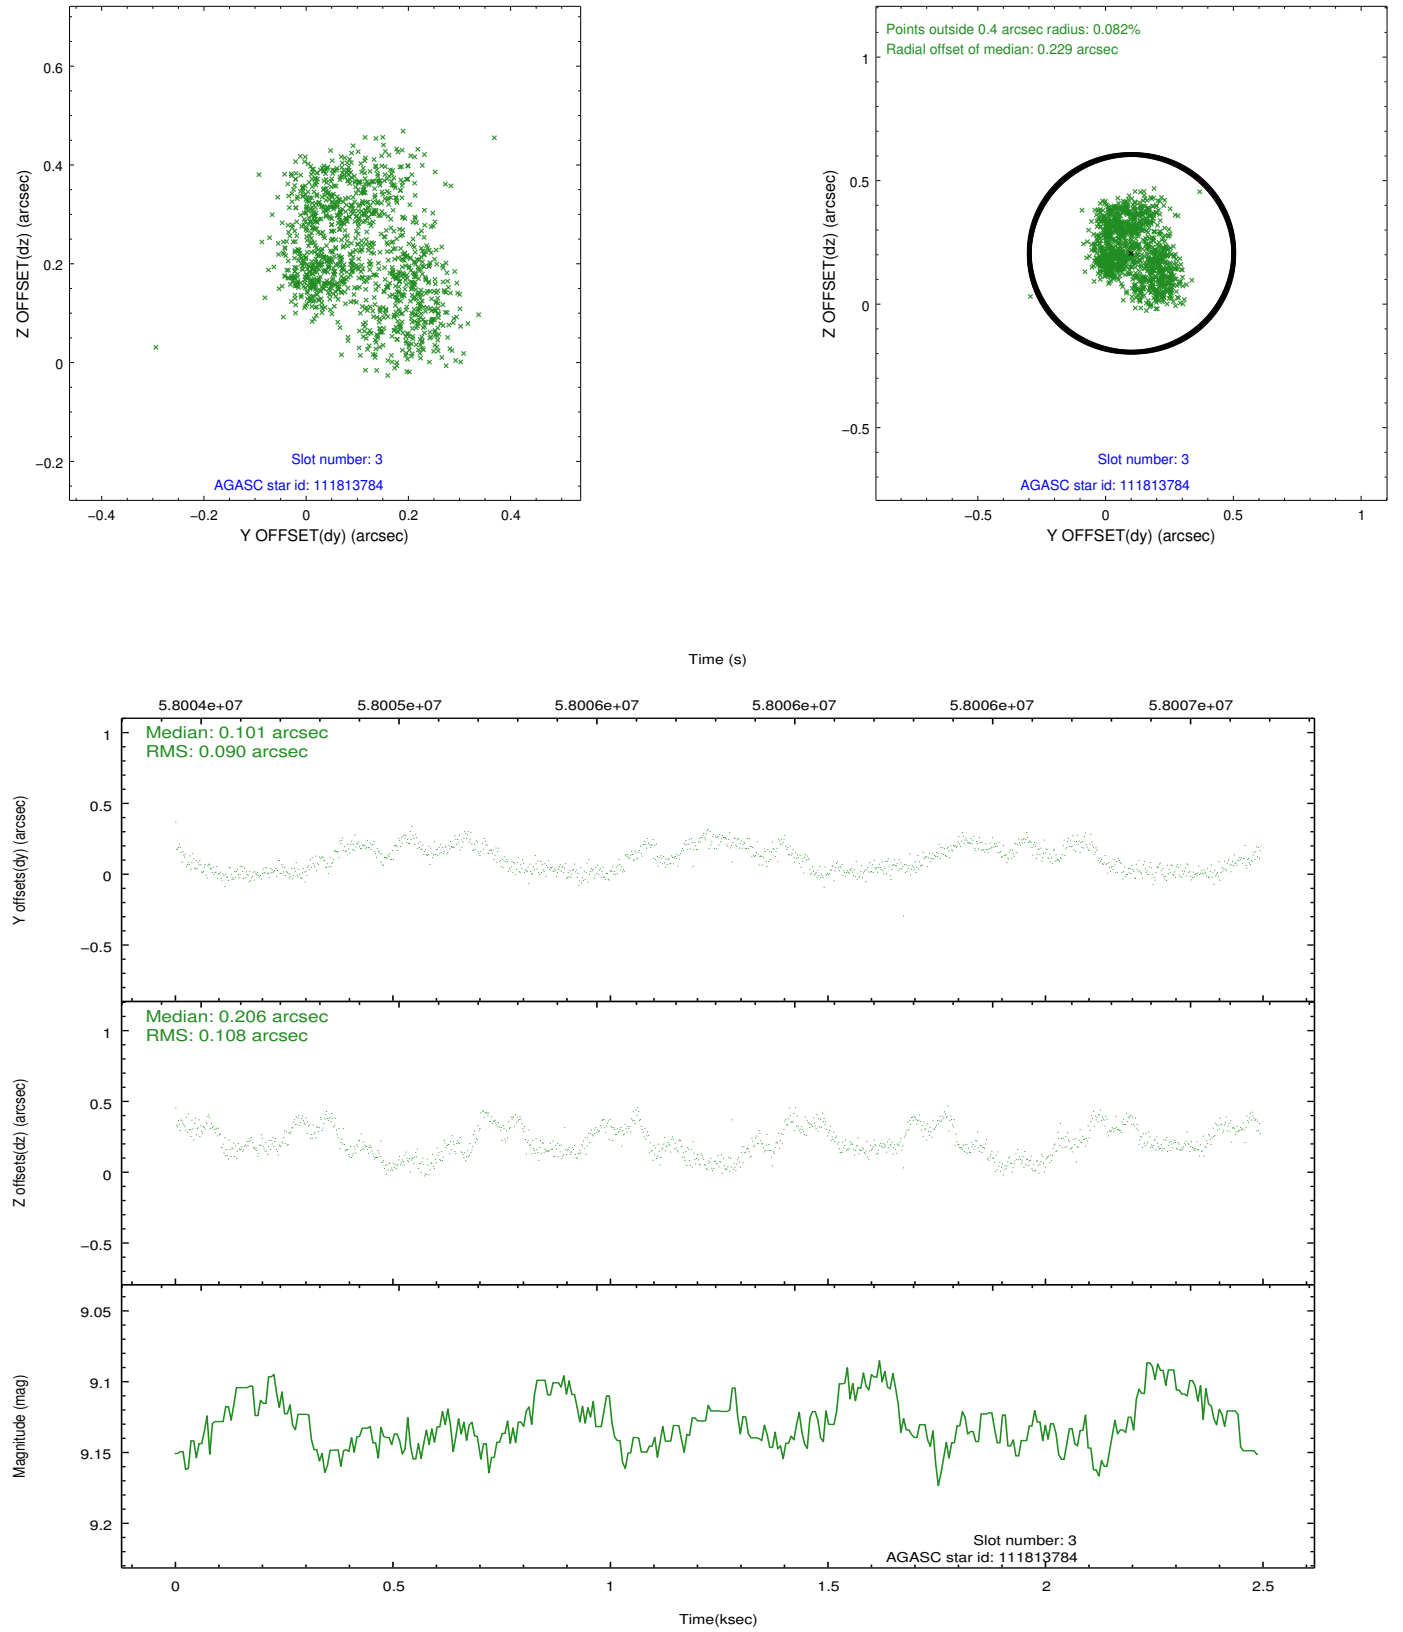 0.6
0.4
0.2
0
−0.2
Z OFFSET(dz) (arcsec)
Slot number: 3
AGASC star id: 111813784
−0.4 −0.2 0 0.2 0.4
Y OFFSET(dy) (arcsec)
Points outside 0.4 arcsec radius: 0.082%
Radial offset of median: 0.229 arcsec
1
0.5
0
−0.5
Z OFFSET(dz) (arcsec)
Slot number: 3
AGASC star id: 111813784
−0.5 0 0.5 1
Y OFFSET(dy) (arcsec)
Time (s)
5.8004e+07 5.8005e+07 5.8006e+07 5.8006e+07 5.8006e+07 5.8007e+07
Median: 0.101 arcsec
RMS: 0.090 arcsec
1
0.5
0
−0.5
Y offsets(dy) (arcsec)
Median: 0.206 arcsec
RMS: 0.108 arcsec
1
0.5
0
−0.5
Z offsets(dz) (arcsec)
9.05
9.1
9.15
9.2
Magnitude (mag)
Slot number: 3
AGASC star id: 111813784
0 0.5 1 1.5 2 2.5
Time(ksec)